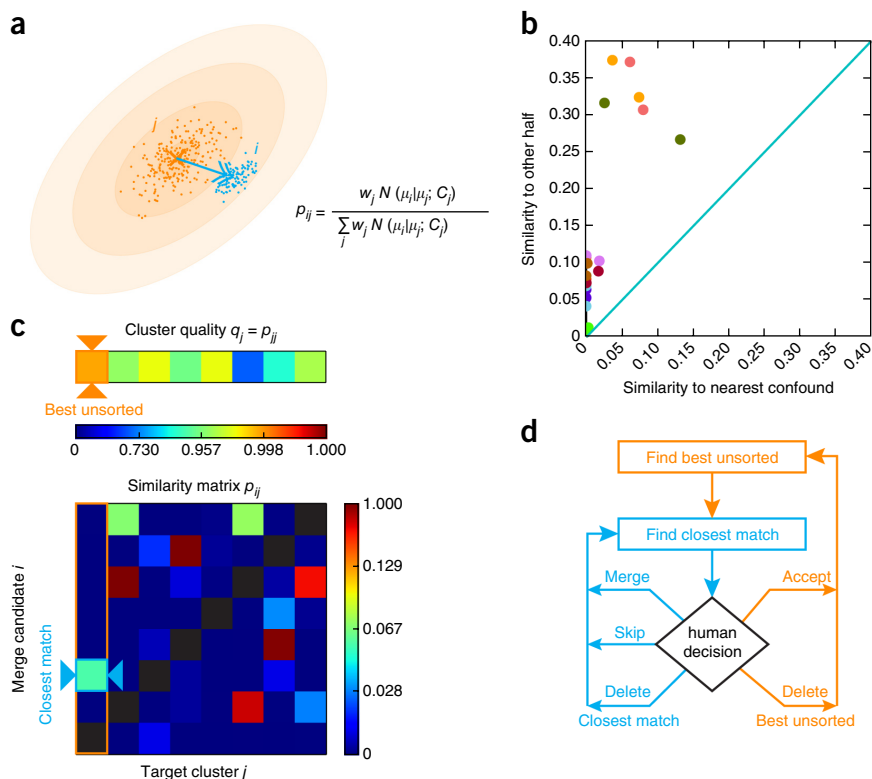 a
j
i
p_ij = w_j N (μ_i|μ_j; C_j)
∑_j w_j N (μ_i|μ_j; C_j)
b
Similarity to other half
0.40
0.35
0.30
0.25
0.20
0.15
0.10
0.05
0
0 0.05 0.10 0.15 0.20 0.25 0.30 0.35 0.40
Similarity to nearest confound
c
Cluster quality q_j = p_jj
Best unsorted
0 0.730 0.957 0.998 1.000
Similarity matrix p_ij
Merge candidate i
Closest match
1.000
0.129
0.067
0.028
0
Target cluster j
d
Find best unsorted
Find closest match
Merge
Accept
Skip
human
decision
Delete
Delete
Closest match
Best unsorted